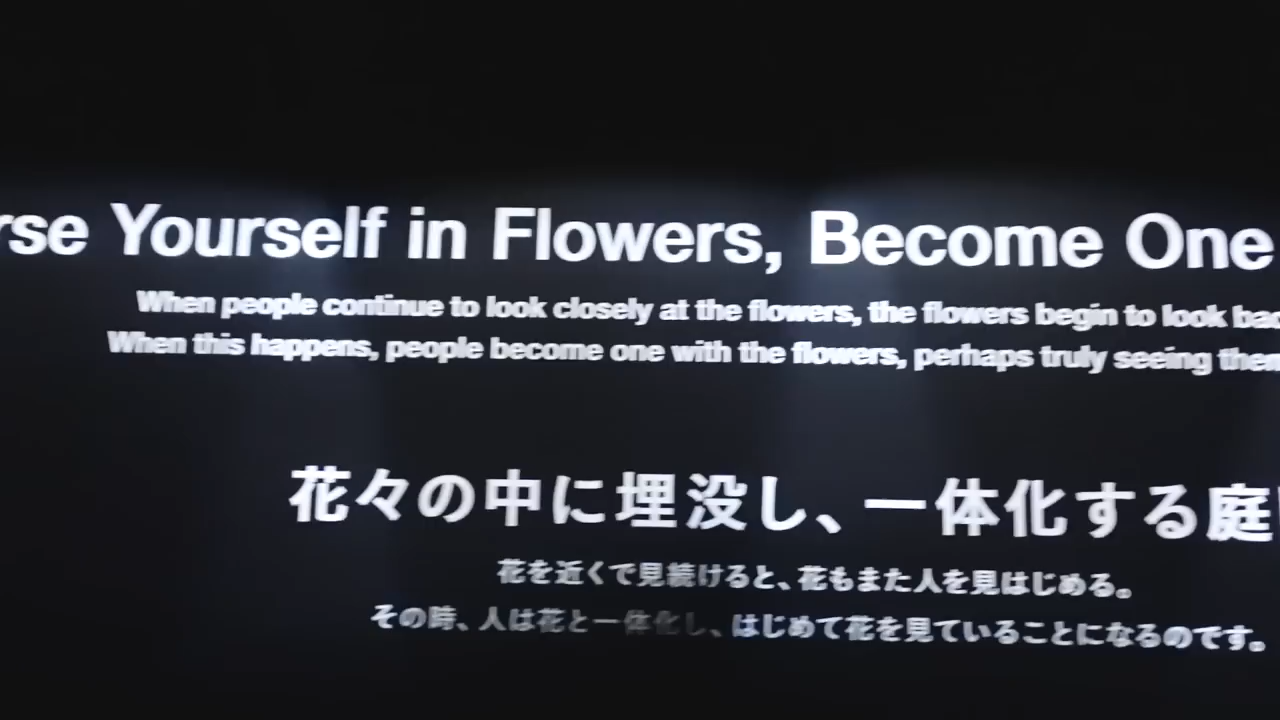 rse Yourself in Flowers, Become One
When people continue to look closely at the flowers, the flowers begin to look bac
When this happens, people become one with the flowers, perhaps truly seeing them
花々の中に埋没し、一体化する庭
花を近くで見続けると、花もまた人を見はじめる。
その時、人は花と一体化し、はじめて花を見ていることになるのです。